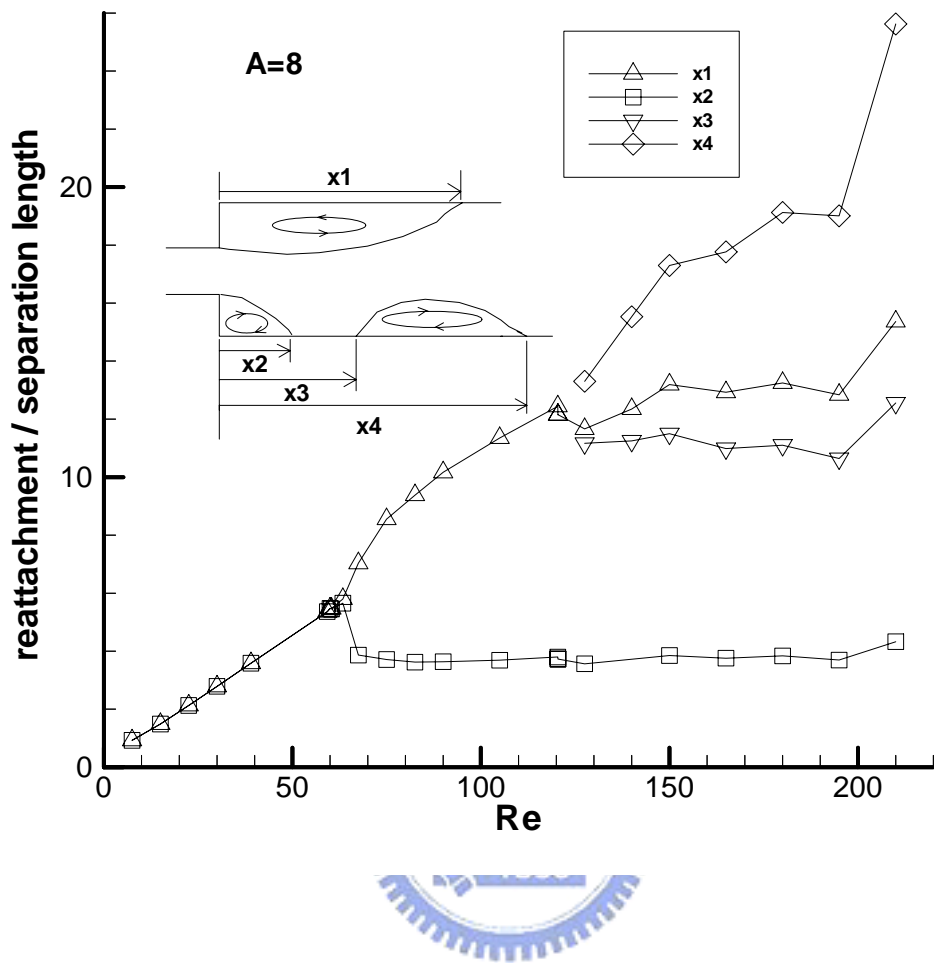 A=8
x1
x2
x3
x4
x1
x2
x3
x4
reattachment / separation length
20
10
0
0
50
100
150
200
Re